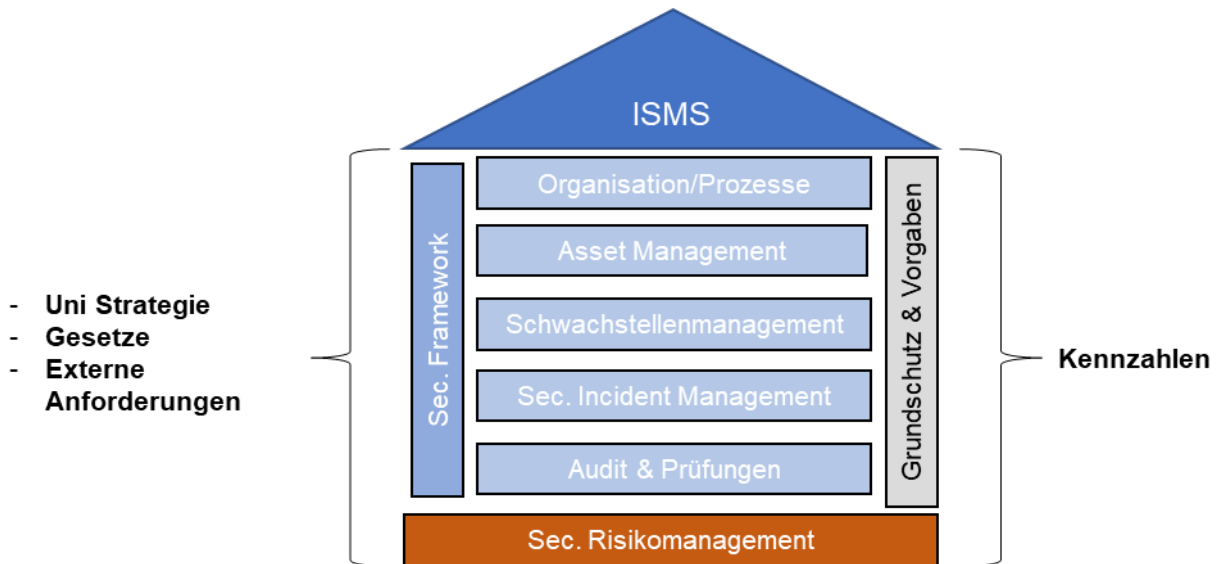 ISMS
- Uni Strategie
- Gesetze
- Externe
Anforderungen
Sec. Framework
Organisation/Prozesse
Asset Management
Schwachstellenmanagement
Sec. Incident Management
Audit & Prüfungen
Grundschutz & Vorgaben
Kennzahlen
Sec. Risikomanagement